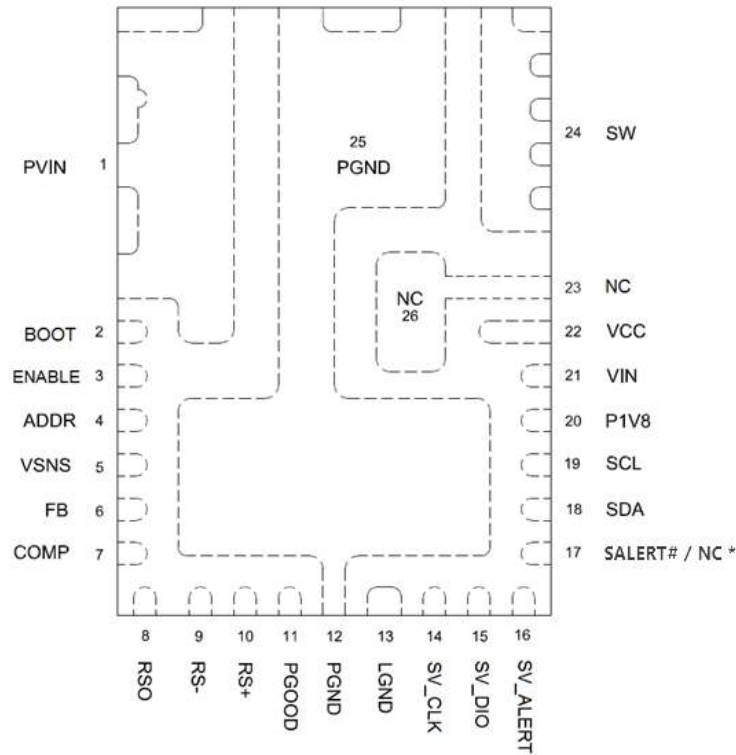 25
PGND
PVIN 1
24 SW
NC
26
23 NC
BOOT 2
22 VCC
ENABLE 3
21 VIN
ADDR 4
20 P1V8
VSNS 5
19 SCL
FB 6
18 SDA
COMP 7
17 SALERT# / NC *
8 9 10 11 12 13 14 15 16
RSO
RS-
RS+
PGOOD
PGND
LGND
SV_CLK
SV_DIO
SV_ALERT